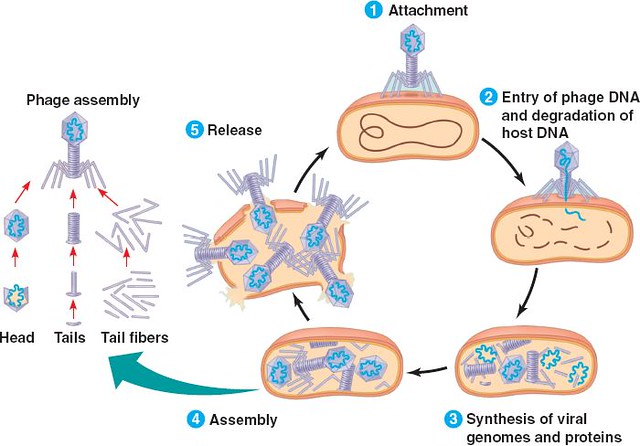 1 Attachment
2 Entry of phage DNA
and degradation of
host DNA
3 Synthesis of viral
genomes and proteins
4 Assembly
5 Release
Phage assembly
Head Tails Tail fibers